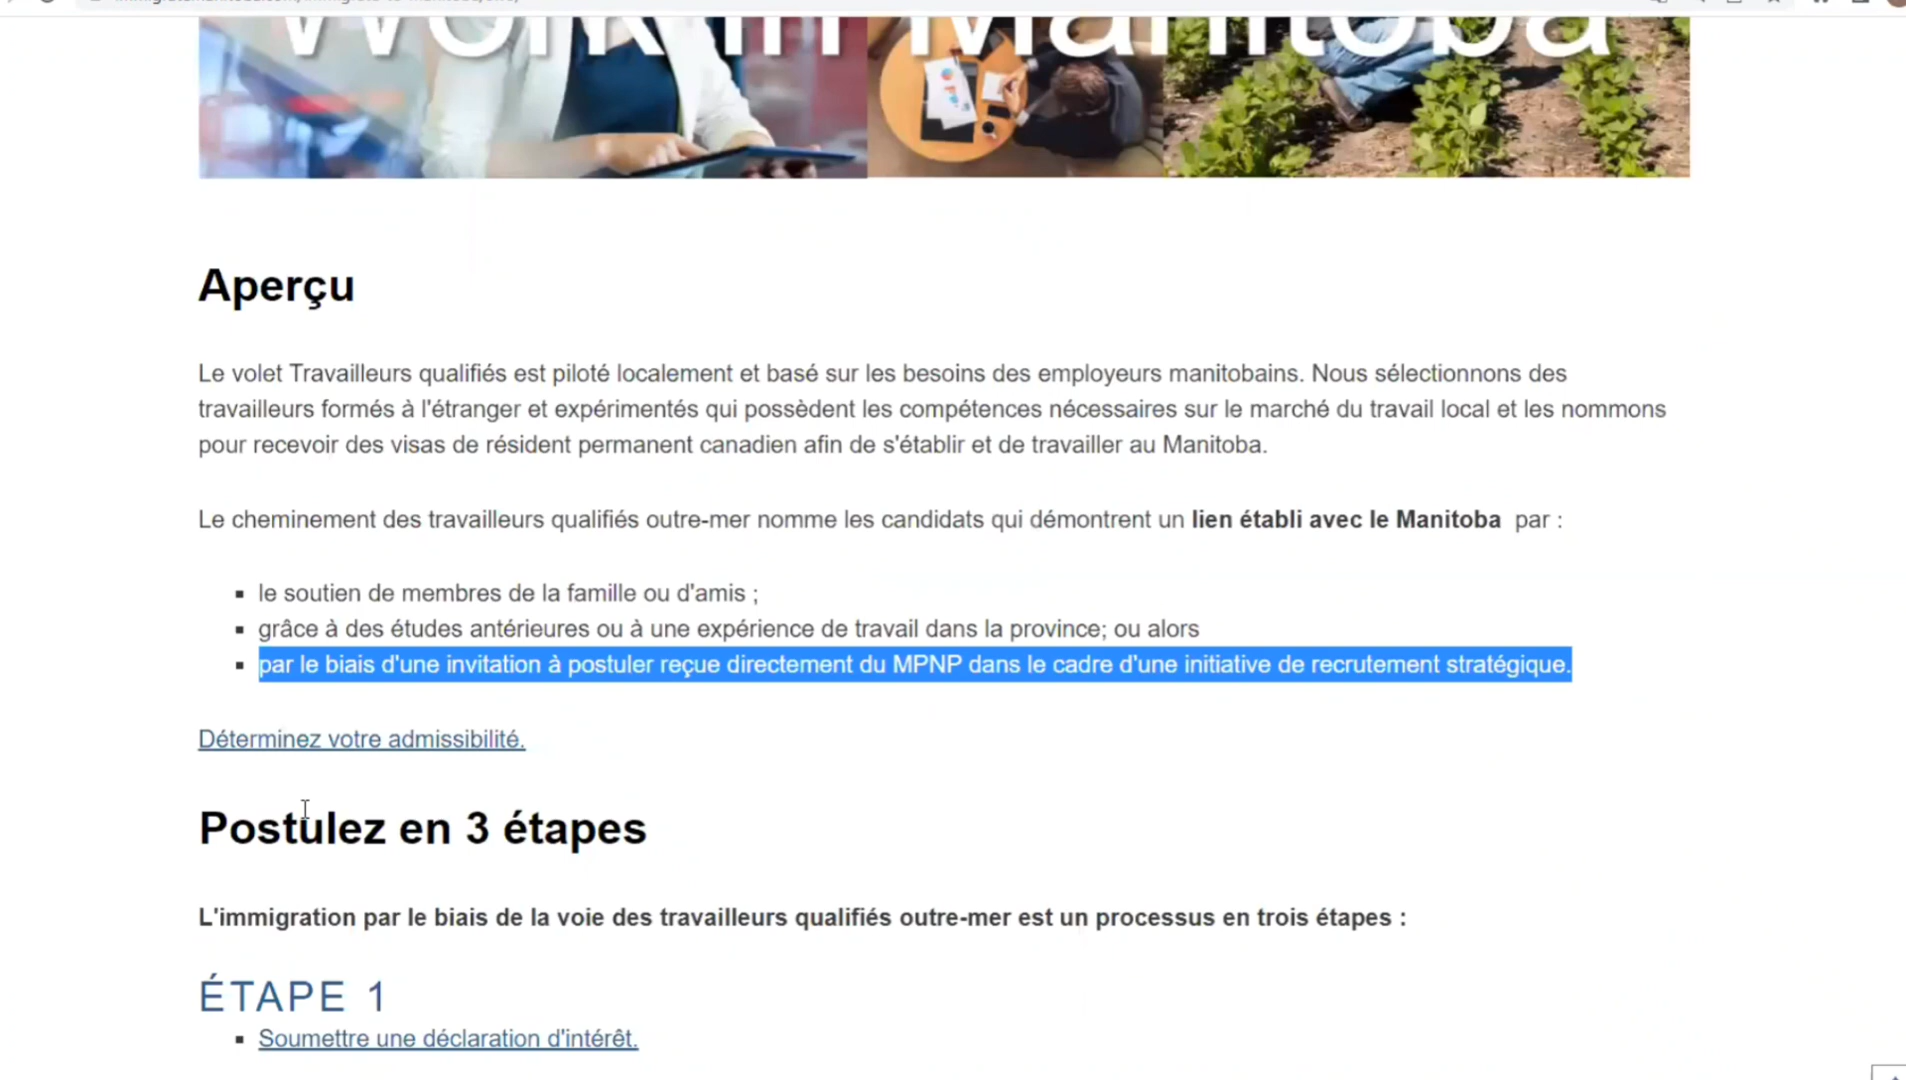 Work in Manitoba
Aperçu
Le volet Travailleurs qualifiés est piloté localement et basé sur les besoins des employeurs manitobains. Nous sélectionnons des
travailleurs formés à l'étranger et expérimentés qui possèdent les compétences nécessaires sur le marché du travail local et les nommons
pour recevoir des visas de résident permanent canadien afin de s'établir et de travailler au Manitoba.
Le cheminement des travailleurs qualifiés outre-mer nomme les candidats qui démontrent un lien établi avec le Manitoba par :
le soutien de membres de la famille ou d'amis ;
grâce à des études antérieures ou à une expérience de travail dans la province; ou alors
par le biais d'une invitation à postuler reçue directement du MPNP dans le cadre d'une initiative de recrutement stratégique.
Déterminez votre admissibilité.
Postulez en 3 étapes
L'immigration par le biais de la voie des travailleurs qualifiés outre-mer est un processus en trois étapes :
ÉTAPE 1
Soumettre une déclaration d'intérêt.